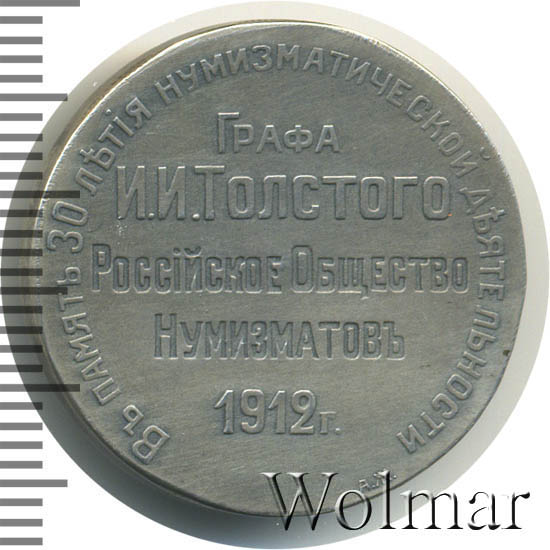 Въ память 30 лѣтія нумизматической дѣятельности
Графа
И.И.Толстого
Россійское Общество
Нумизматовъ
1912г.
А.Ж.
Wolmar